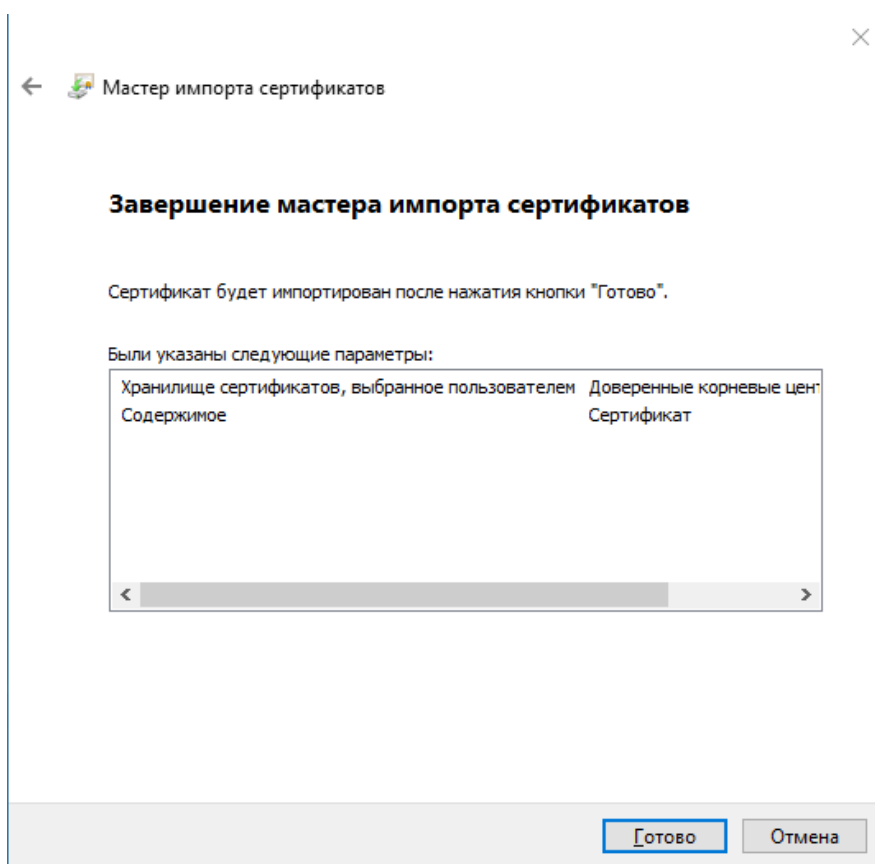 Мастер импорта сертификатов
Завершение мастера импорта сертификатов
Сертификат будет импортирован после нажатия кнопки "Готово".
Были указаны следующие параметры:
Хранилище сертификатов, выбранное пользователем Доверенные корневые цент
Содержимое Сертификат
Готово Отмена